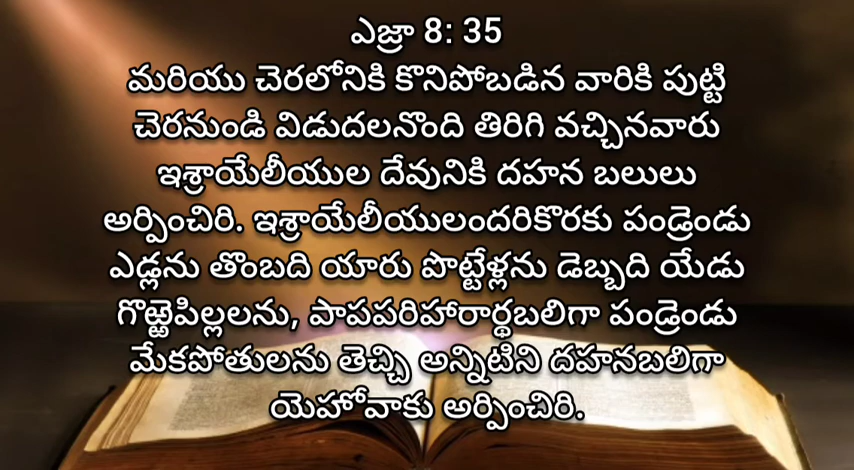 ఎజ్రా 8: 35
మరియు చెరలోనికి కొనిపోబడిన వారికి పుట్టి
చెరనుండి విడుదలనొంది తిరిగి వచ్చినవారు
ఇశ్రాయేలీయుల దేవునికి దహన బలులు
అర్పించిరి. ఇశ్రాయేలీయులందరికొరకు పండ్రెండు
ఎడ్లను తొంబది యారు పొట్టేళ్లను డెబ్బది యేడు
గొఱ్ఱెపిల్లలను, పాపపరిహారార్థబలిగా పండ్రెండు
మేకపోతులను తెచ్చి అన్నిటిని దహనబలిగా
యెహోవాకు అర్పించిరి.